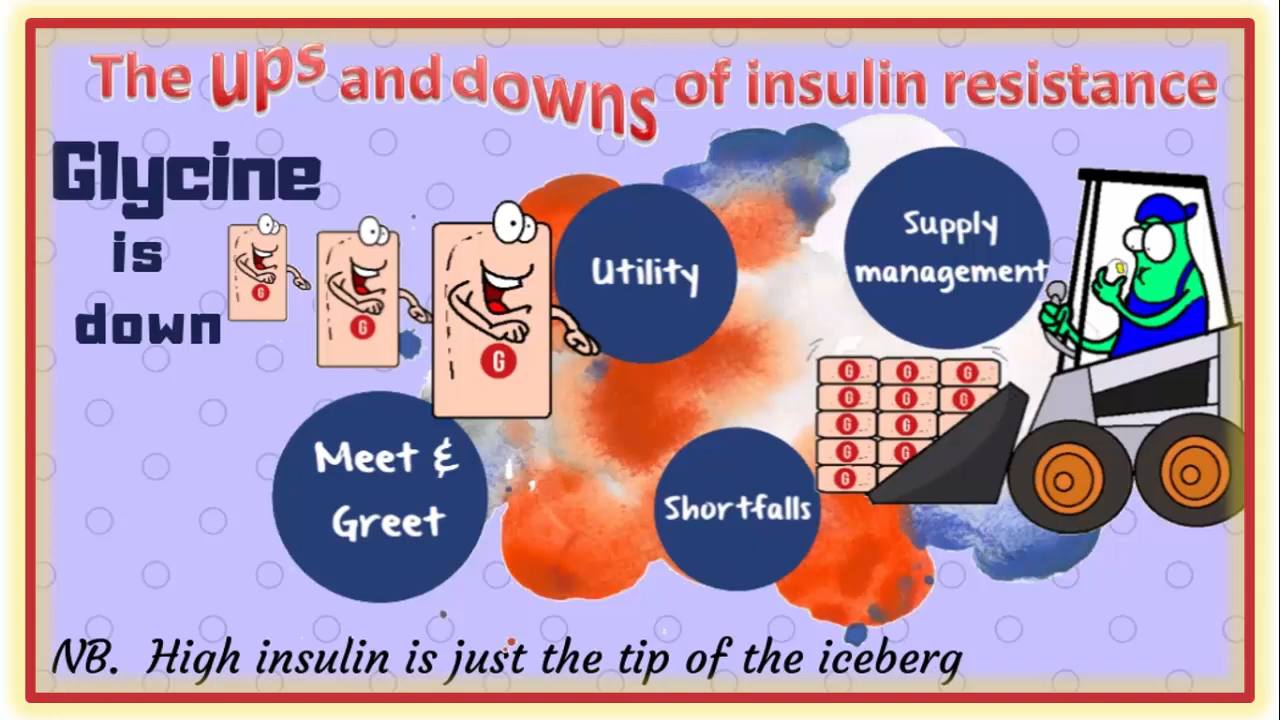 The ups and downs of insulin resistance
Glycine
is
down
Utility
Supply
management
Meet &
Greet
Shortfalls
G
G
G
G G G
G G G
G G
G G
G
NB. High insulin is just the tip of the iceberg